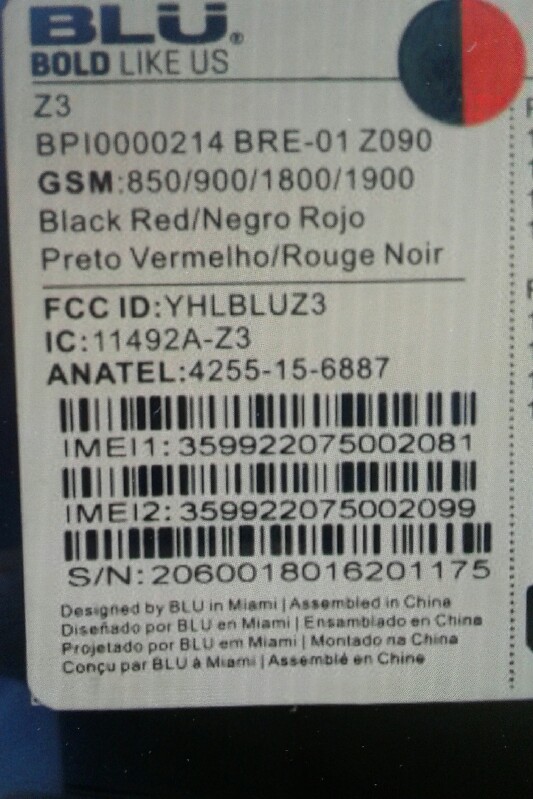 BLU®
BOLD LIKE US
Z3
BPI0000214 BRE-01 Z090
GSM:850/900/1800/1900
Black Red/Negro Rojo
Preto Vermelho/Rouge Noir
FCC ID:YHLBLUZ3
IC:11492A-Z3
ANATEL:4255-15-6887
IMEI1:359922075002081
IMEI2:359922075002099
S/N:2060018016201175
Designed by BLU in Miami | Assembled in China
Diseñado por BLU en Miami | Ensamblado en China
Projetado por BLU em Miami | Montado na China
Conçu par BLU à Miami | Assemblé en Chine